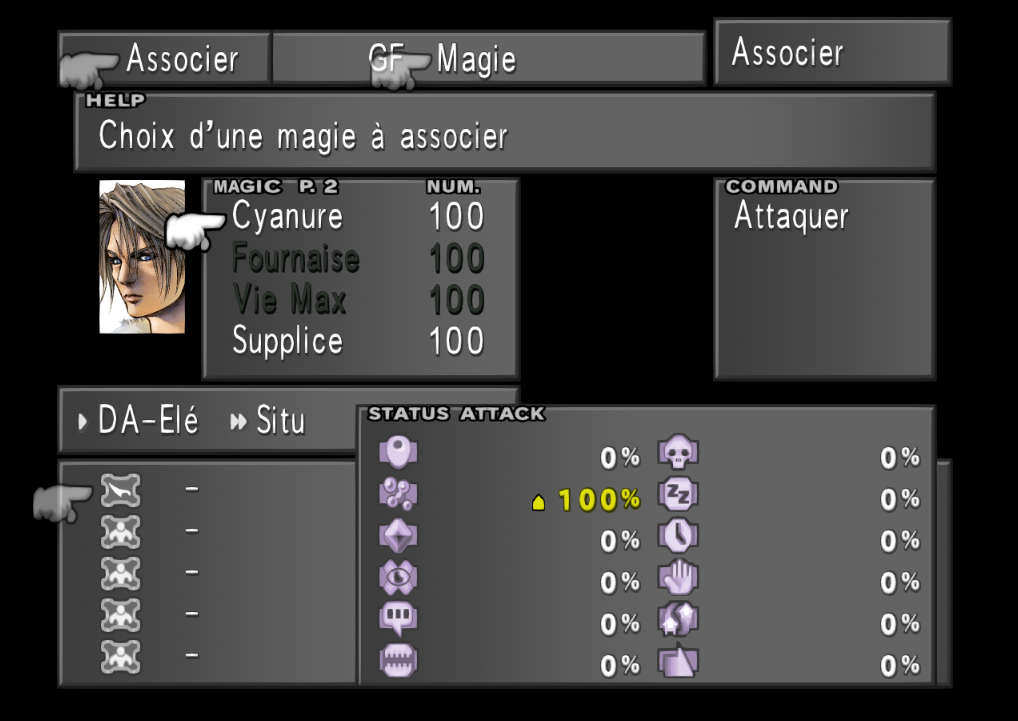 Associer GF Magie Associer
HELP
Choix d'une magie à associer
MAGIC P. 2 NUM.
Cyanure 100
Fournaise 100
Vie Max 100
Supplice 100
COMMAND
Attaquer
DA-Elé Situ
STATUS ATTACK
0% 0%
- 100% zz 0%
- 0% 0%
- 0% 0%
- 0% 0%
- 0% 0%